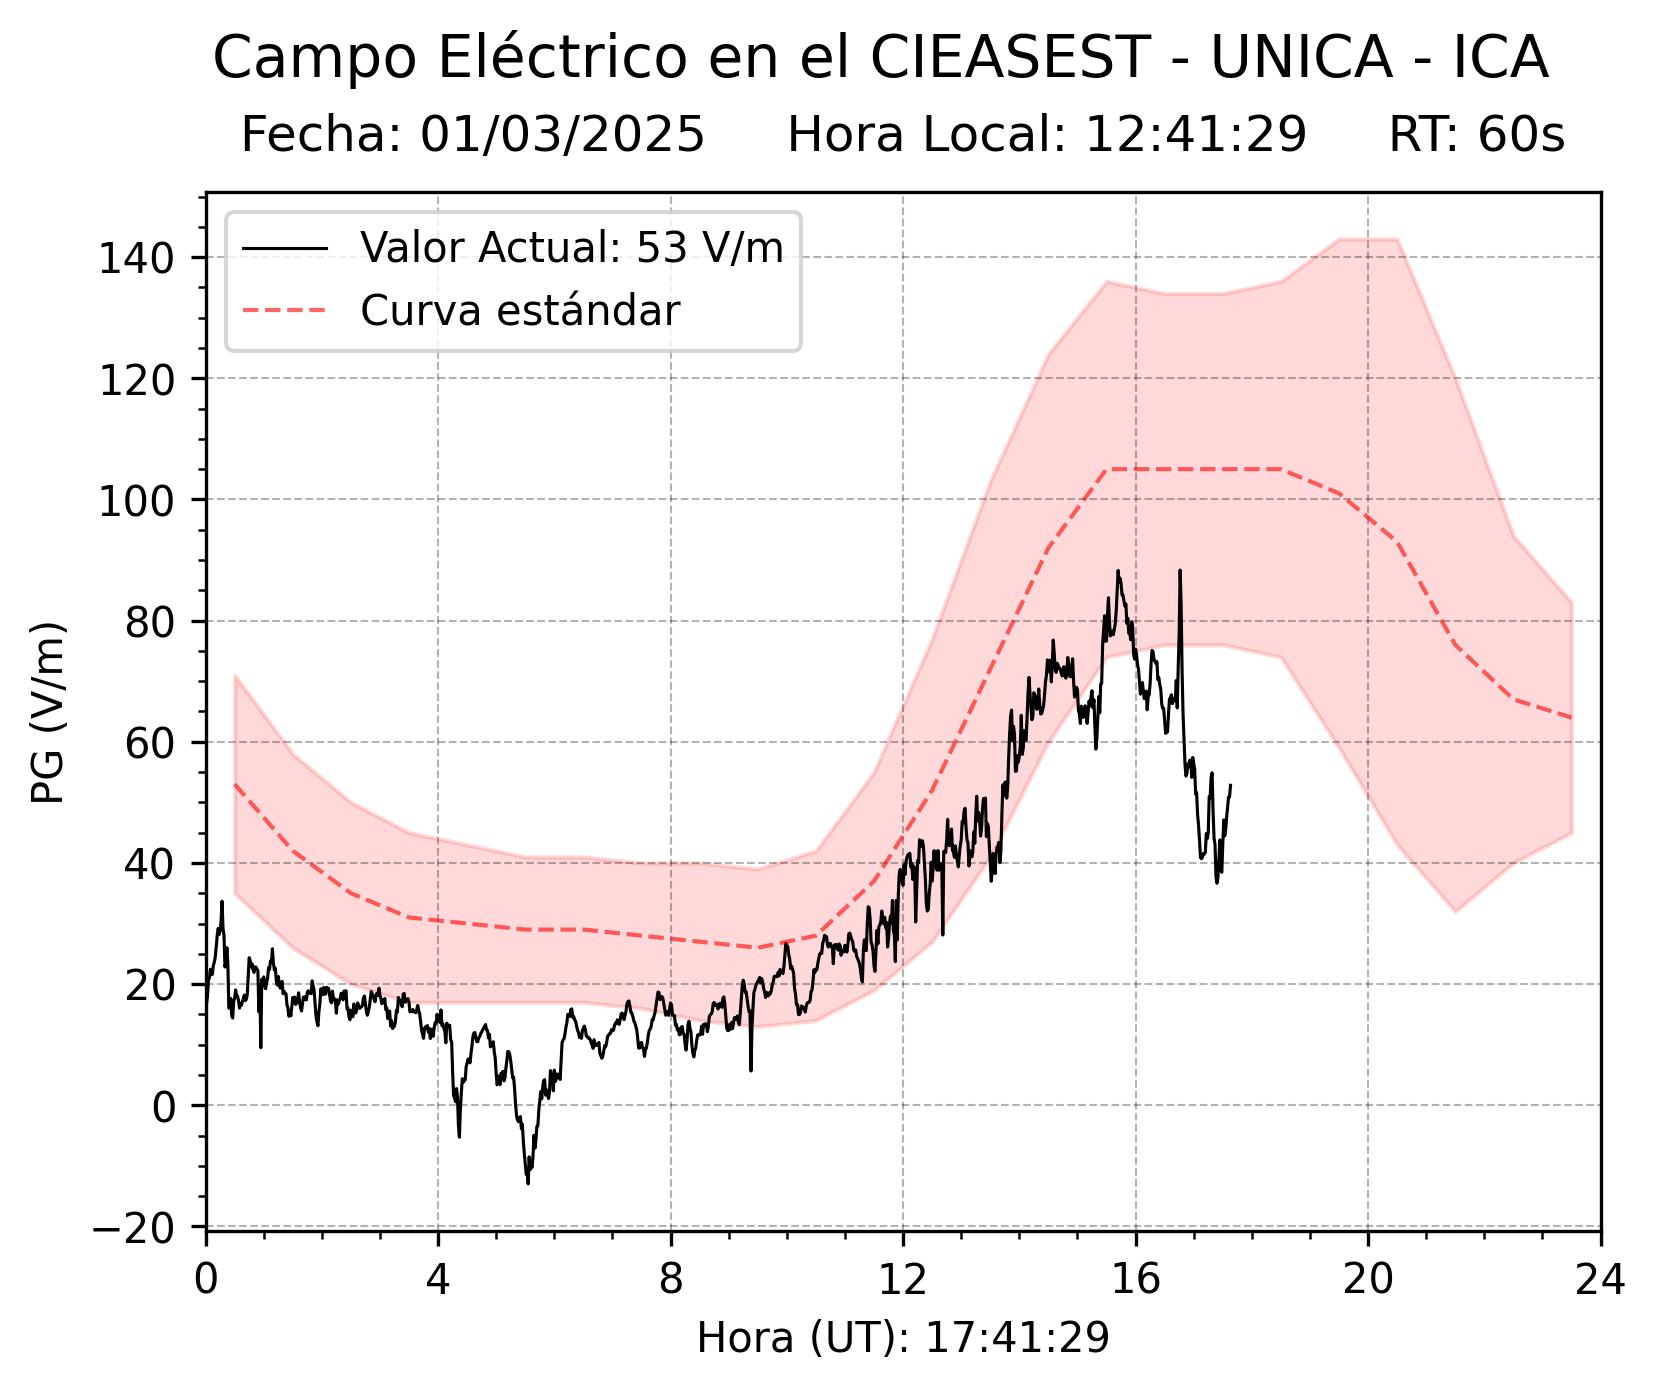 Campo Eléctrico en el CIEASEST - UNICA - ICA
Fecha: 01/03/2025 Hora Local: 12:41:29 RT: 60s
Valor Actual: 53 V/m
Curva estándar
PG (V/m)
140
120
100
80
60
40
20
0
−20
0 4 8 12 16 20 24
Hora (UT): 17:41:29